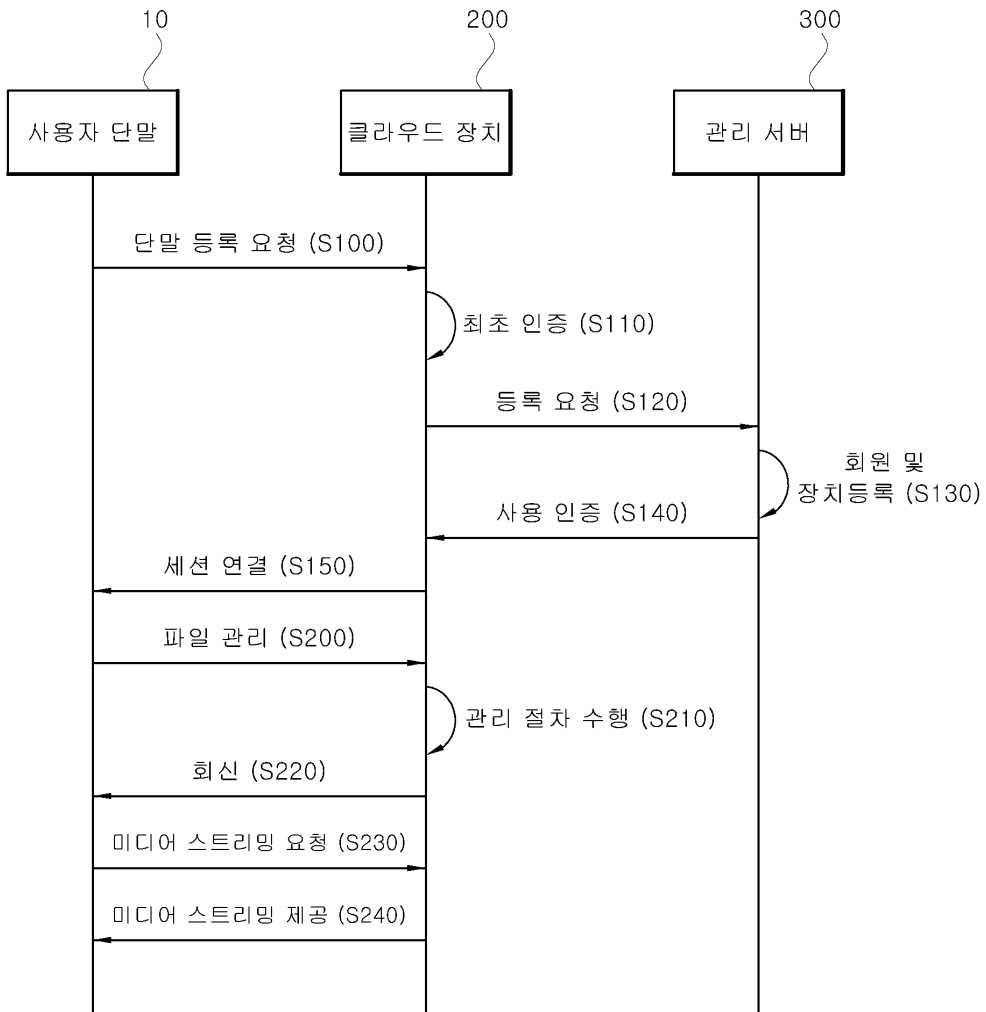 10
200
300
사용자 단말
클라우드 장치
관리 서버
단말 등록 요청 (S100)
최초 인증 (S110)
등록 요청 (S120)
회원 및
장치등록 (S130)
사용 인증 (S140)
세션 연결 (S150)
파일 관리 (S200)
관리 절차 수행 (S210)
회신 (S220)
미디어 스트리밍 요청 (S230)
미디어 스트리밍 제공 (S240)